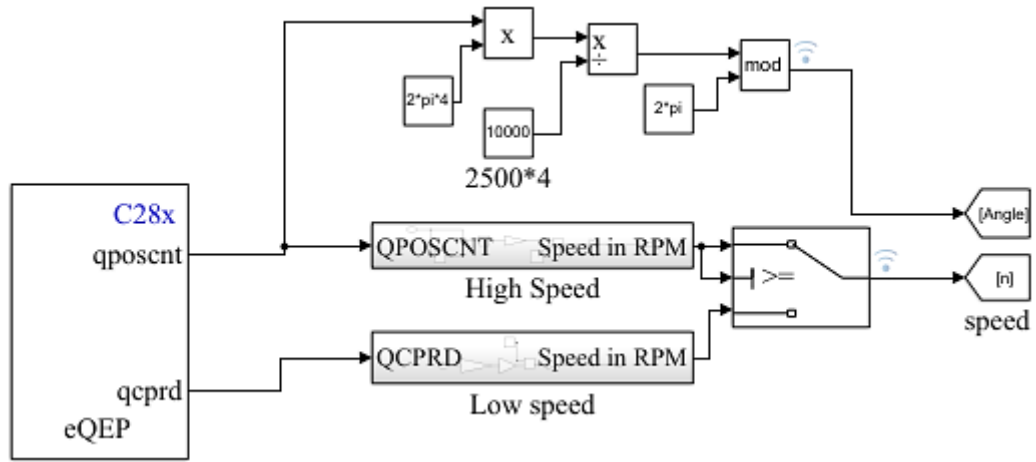 x
x
÷
mod
2*pi*4
10000
2*pi
2500*4
C28x
qposcnt
[Angle]
QPOSCNT Speed in RPM
High Speed
>=
[n]
speed
QCPRD Speed in RPM
Low speed
qcprd
eQEP